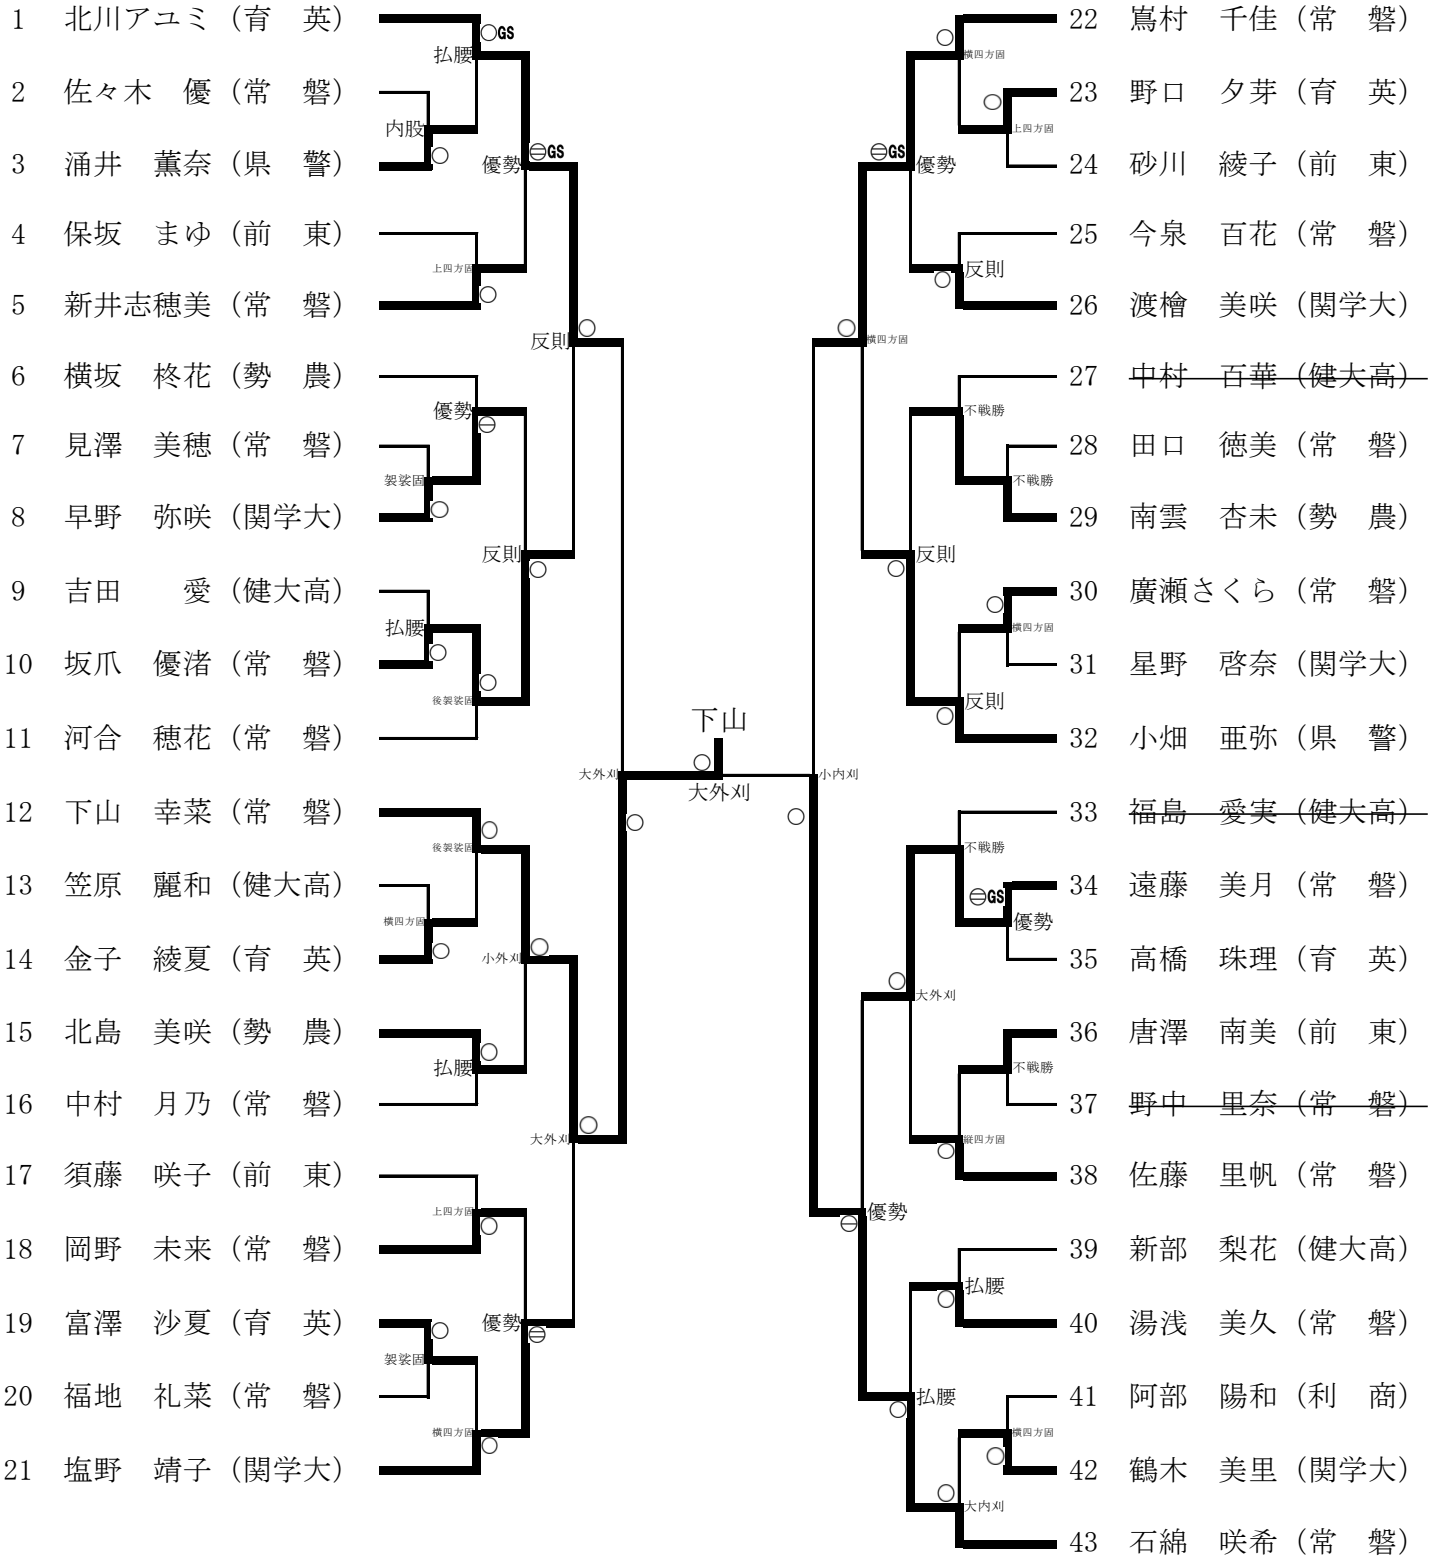 1 北川アユミ（育　英）
2 佐々木　優（常　磐）
3 涌井　薫奈（県　警）
4 保坂　まゆ（前　東）
5 新井志穂美（常　磐）
6 横坂　柊花（勢　農）
7 見澤　美穂（常　磐）
8 早野　弥咲（関学大）
9 吉田　　愛（健大高）
10 坂爪　優渚（常　磐）
11 河合　穂花（常　磐）
12 下山　幸菜（常　磐）
13 笠原　麗和（健大高）
14 金子　綾夏（育　英）
15 北島　美咲（勢　農）
16 中村　月乃（常　磐）
17 須藤　咲子（前　東）
18 岡野　未来（常　磐）
19 富澤　沙夏（育　英）
20 福地　礼菜（常　磐）
21 塩野　靖子（関学大）
払腰
○GS
内股
○
優勢
⊖GS
上四方固
○
反則
○
優勢
⊖
袈裟固
○
反則
○
払腰
○
後袈裟固
○
大外刈
○
後袈裟固
○
横四方固
○
小外刈
○
払腰
○
大外刈
○
上四方固
○
優勢
⊖
袈裟固
○
横四方固
○
下山
○
大外刈
22 嶌村　千佳（常　磐）
23 野口　夕芽（育　英）
24 砂川　綾子（前　東）
25 今泉　百花（常　磐）
26 渡檜　美咲（関学大）
27 中村　百華（健大高）
28 田口　徳美（常　磐）
29 南雲　杏未（勢　農）
30 廣瀬さくら（常　磐）
31 星野　啓奈（関学大）
32 小畑　亜弥（県　警）
33 福島　愛実（健大高）
34 遠藤　美月（常　磐）
35 高橋　珠理（育　英）
36 唐澤　南美（前　東）
37 野中　里奈（常　磐）
38 佐藤　里帆（常　磐）
39 新部　梨花（健大高）
40 湯浅　美久（常　磐）
41 阿部　陽和（利　商）
42 鶴木　美里（関学大）
43 石綿　咲希（常　磐）
○
横四方固
○
上四方固
⊖GS
優勢
○
反則
○
横四方固
不戦勝
不戦勝
○
反則
○
横四方固
○
反則
小内刈
○
不戦勝
⊖GS
優勢
○
大外刈
不戦勝
○
縦四方固
⊖
優勢
○
払腰
○
払腰
○
横四方固
○
大内刈